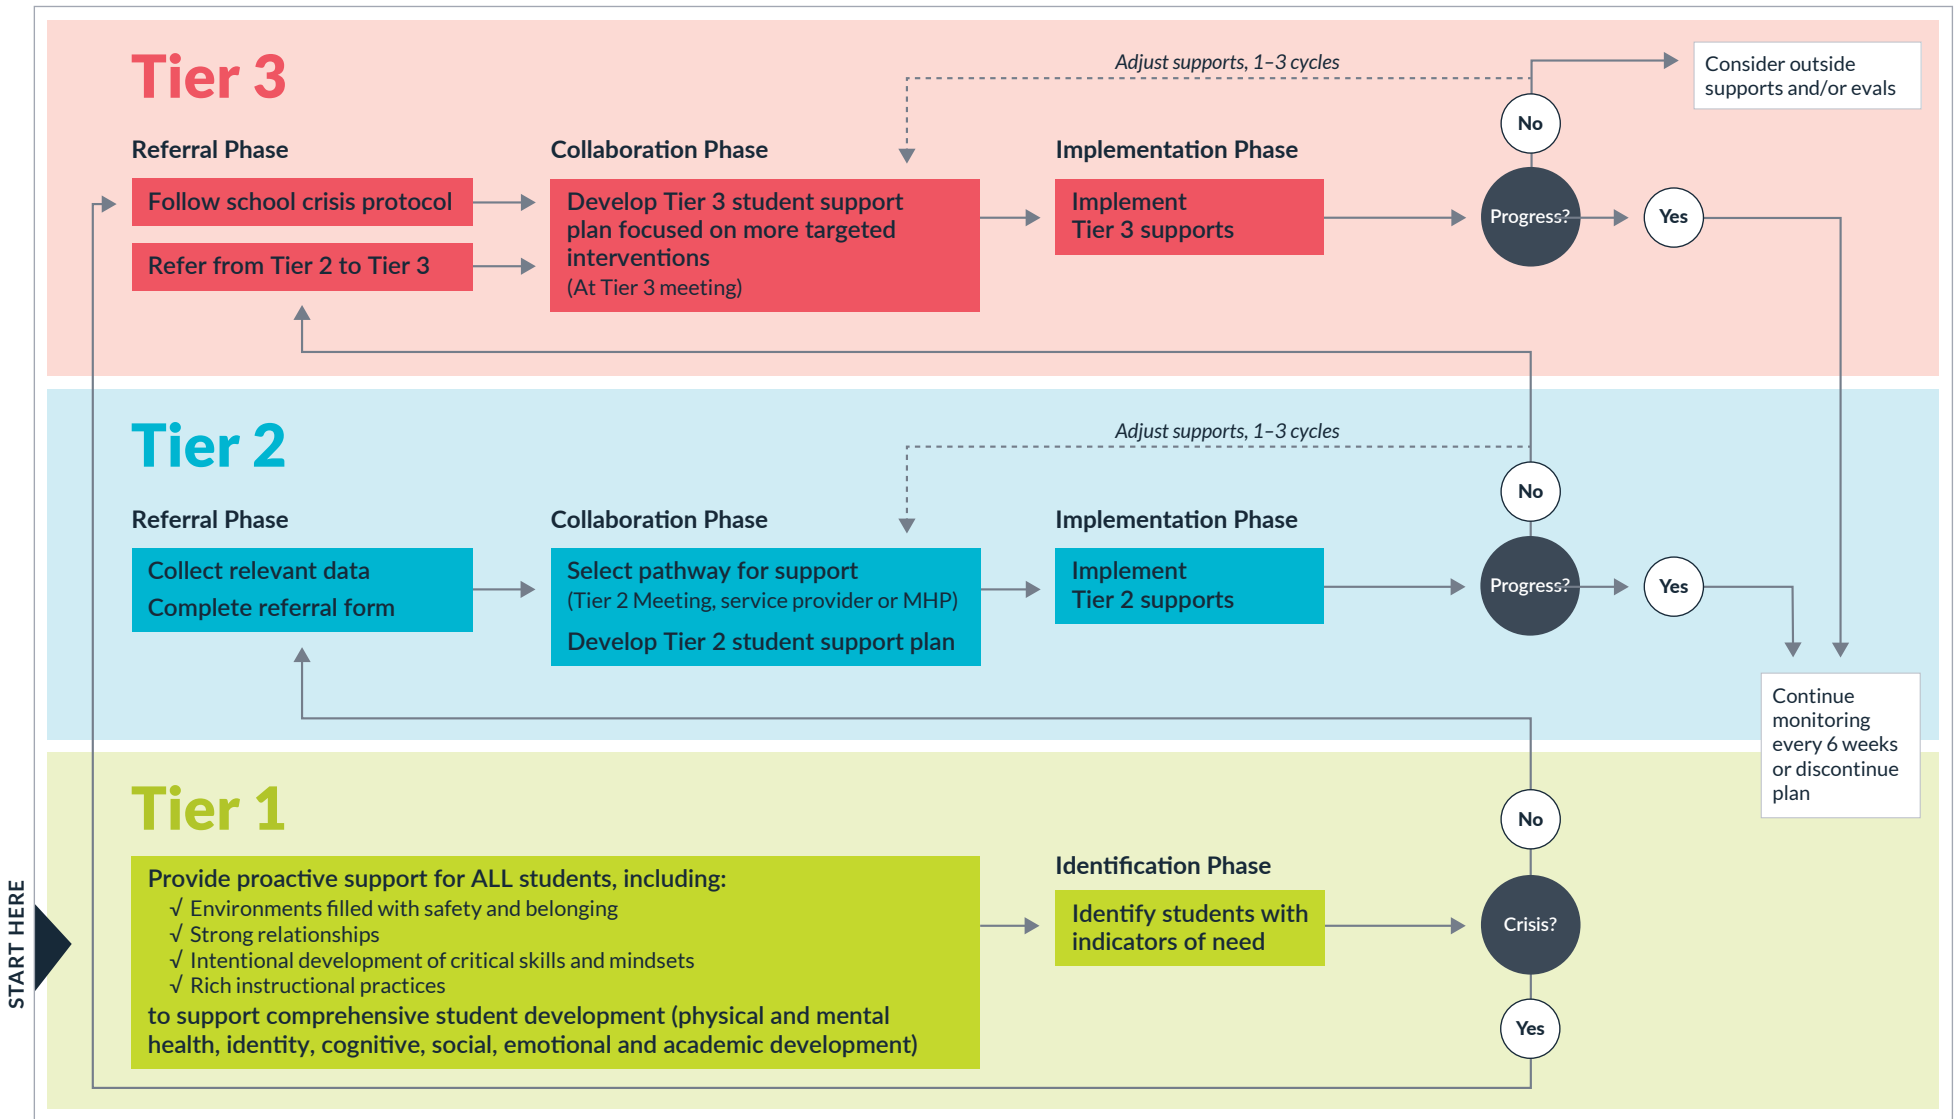 Tier 3
Adjust supports, 1–3 cycles
Consider outside
supports and/or evals
No
Referral Phase
Collaboration Phase
Implementation Phase
Follow school crisis protocol
Refer from Tier 2 to Tier 3
Develop Tier 3 student support
plan focused on more targeted
interventions
(At Tier 3 meeting)
Implement
Tier 3 supports
Progress?
Yes
Tier 2
Adjust supports, 1–3 cycles
No
Referral Phase
Collaboration Phase
Implementation Phase
Collect relevant data
Complete referral form
Select pathway for support
(Tier 2 Meeting, service provider or MHP)
Develop Tier 2 student support plan
Implement
Tier 2 supports
Progress?
Yes
Continue
monitoring
every 6 weeks
or discontinue
plan
Tier 1
No
START HERE
Provide proactive support for ALL students, including:
√ Environments filled with safety and belonging
√ Strong relationships
√ Intentional development of critical skills and mindsets
√ Rich instructional practices
to support comprehensive student development (physical and mental
health, identity, cognitive, social, emotional and academic development)
Identification Phase
Identify students with
indicators of need
Crisis?
Yes